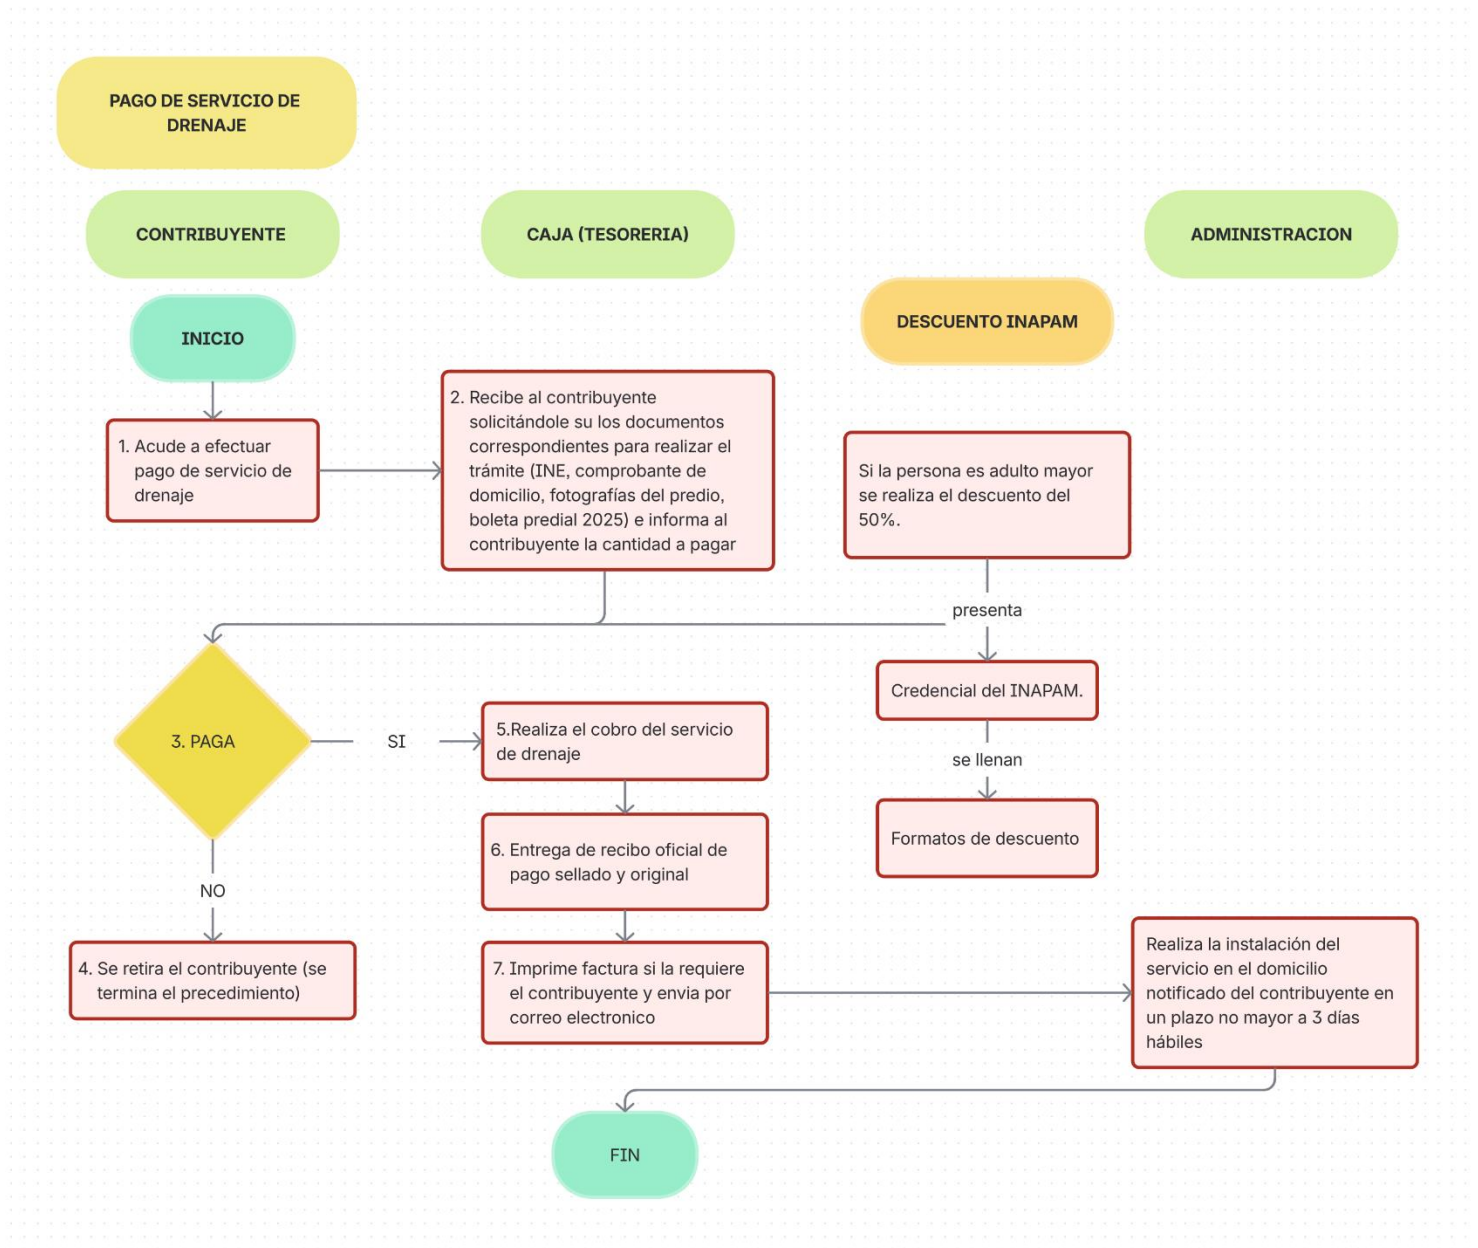 PAGO DE SERVICIO DE
DRENAJE
CONTRIBUYENTE
CAJA (TESORERIA)
ADMINISTRACION
INICIO
DESCUENTO INAPAM
1. Acude a efectuar
pago de servicio de
drenaje
2. Recibe al contribuyente
solicitándole su los documentos
correspondientes para realizar el
trámite (INE, comprobante de
domicilio, fotografías del predio,
boleta predial 2025) e informa al
contribuyente la cantidad a pagar
Si la persona es adulto mayor
se realiza el descuento del
50%.
presenta
Credencial del INAPAM.
se llenan
Formatos de descuento
3. PAGA
SI
NO
4. Se retira el contribuyente (se
termina el precedimiento)
5.Realiza el cobro del servicio
de drenaje
6. Entrega de recibo oficial de
pago sellado y original
7. Imprime factura si la requiere
el contribuyente y envia por
correo electronico
Realiza la instalación del
servicio en el domicilio
notificado del contribuyente en
un plazo no mayor a 3 días
hábiles
FIN